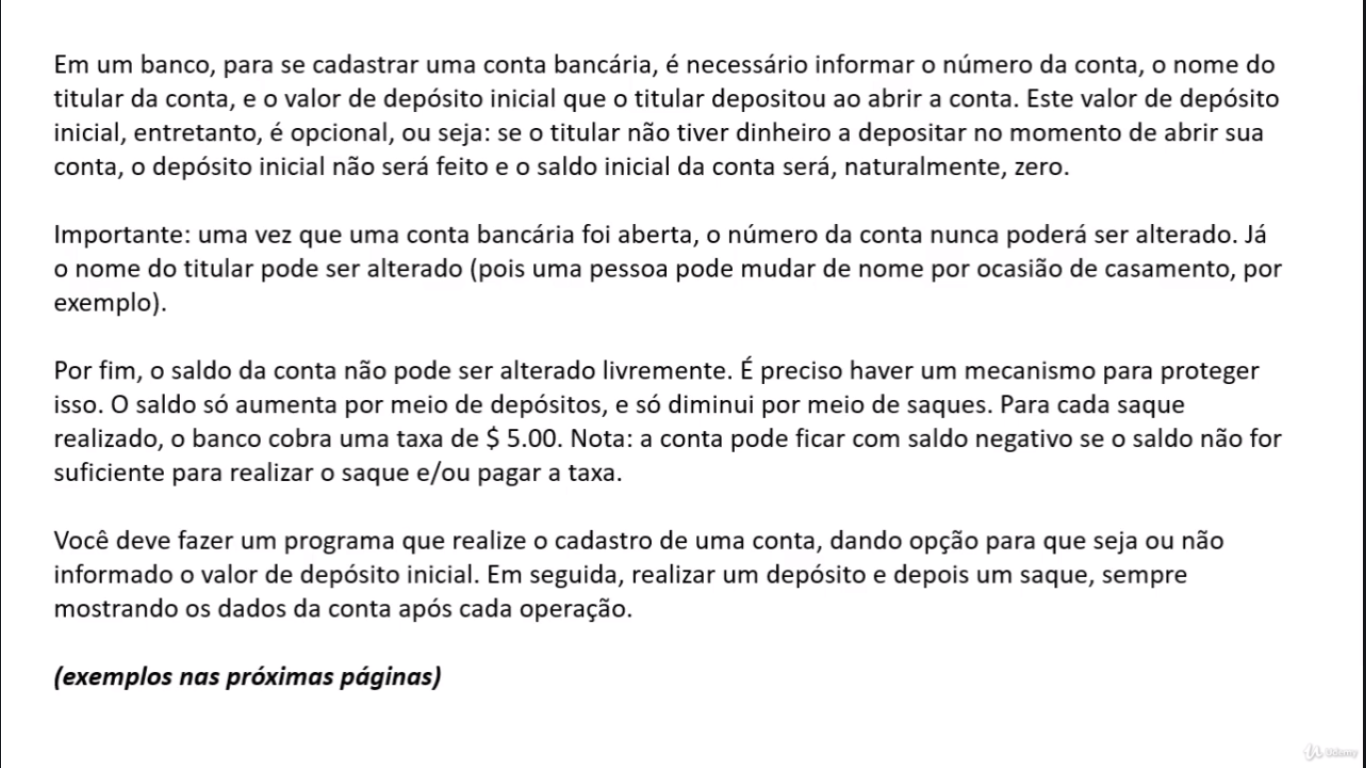 Em um banco, para se cadastrar uma conta bancária, é necessário informar o número da conta, o nome do
titular da conta, e o valor de depósito inicial que o titular depositou ao abrir a conta. Este valor de depósito
inicial, entretanto, é opcional, ou seja: se o titular não tiver dinheiro a depositar no momento de abrir sua
conta, o depósito inicial não será feito e o saldo inicial da conta será, naturalmente, zero.
Importante: uma vez que uma conta bancária foi aberta, o número da conta nunca poderá ser alterado. Já
o nome do titular pode ser alterado (pois uma pessoa pode mudar de nome por ocasião de casamento, por
exemplo).
Por fim, o saldo da conta não pode ser alterado livremente. É preciso haver um mecanismo para proteger
isso. O saldo só aumenta por meio de depósitos, e só diminui por meio de saques. Para cada saque
realizado, o banco cobra uma taxa de $ 5.00. Nota: a conta pode ficar com saldo negativo se o saldo não for
suficiente para realizar o saque e/ou pagar a taxa.
Você deve fazer um programa que realize o cadastro de uma conta, dando opção para que seja ou não
informado o valor de depósito inicial. Em seguida, realizar um depósito e depois um saque, sempre
mostrando os dados da conta após cada operação.
(exemplos nas próximas páginas)
Udemy